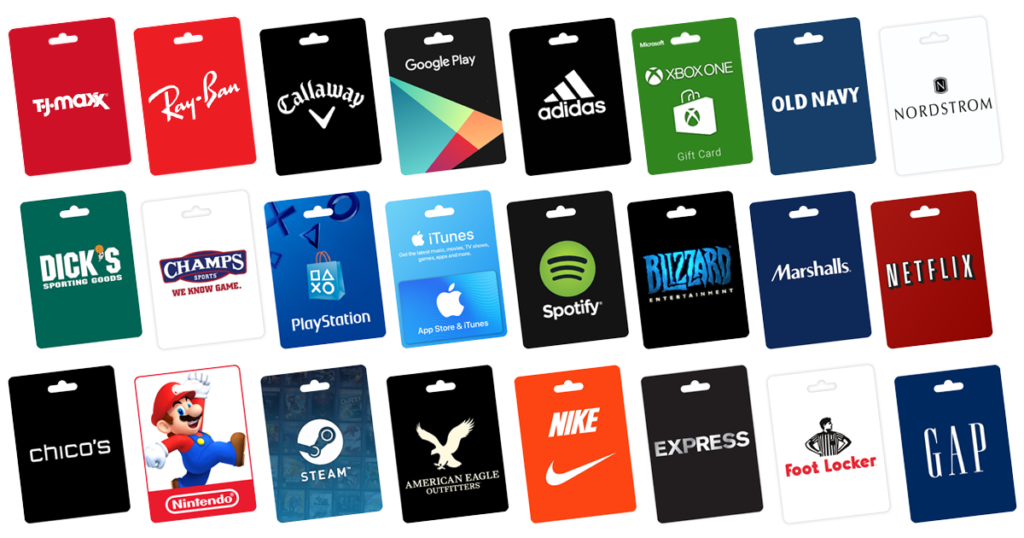 T·J·maxx
Ray-Ban
Callaway
Google Play
adidas
Microsoft
XBOX ONE
Gift Card
OLD NAVY
N
NORDSTROM
DICK'S
SPORTING GOODS
CHAMPS
SPORTS
WE KNOW GAME.
PlayStation
iTunes
Get the latest music, movies, TV shows,
games, apps and more.
App Store & iTunes
Spotify®
BLIZZARD
ENTERTAINMENT
Marshalls.
NETFLIX
chico's
Nintendo®
STEAM™
AMERICAN EAGLE
OUTFITTERS
NIKE
EXPRESS
Foot Locker
GAP